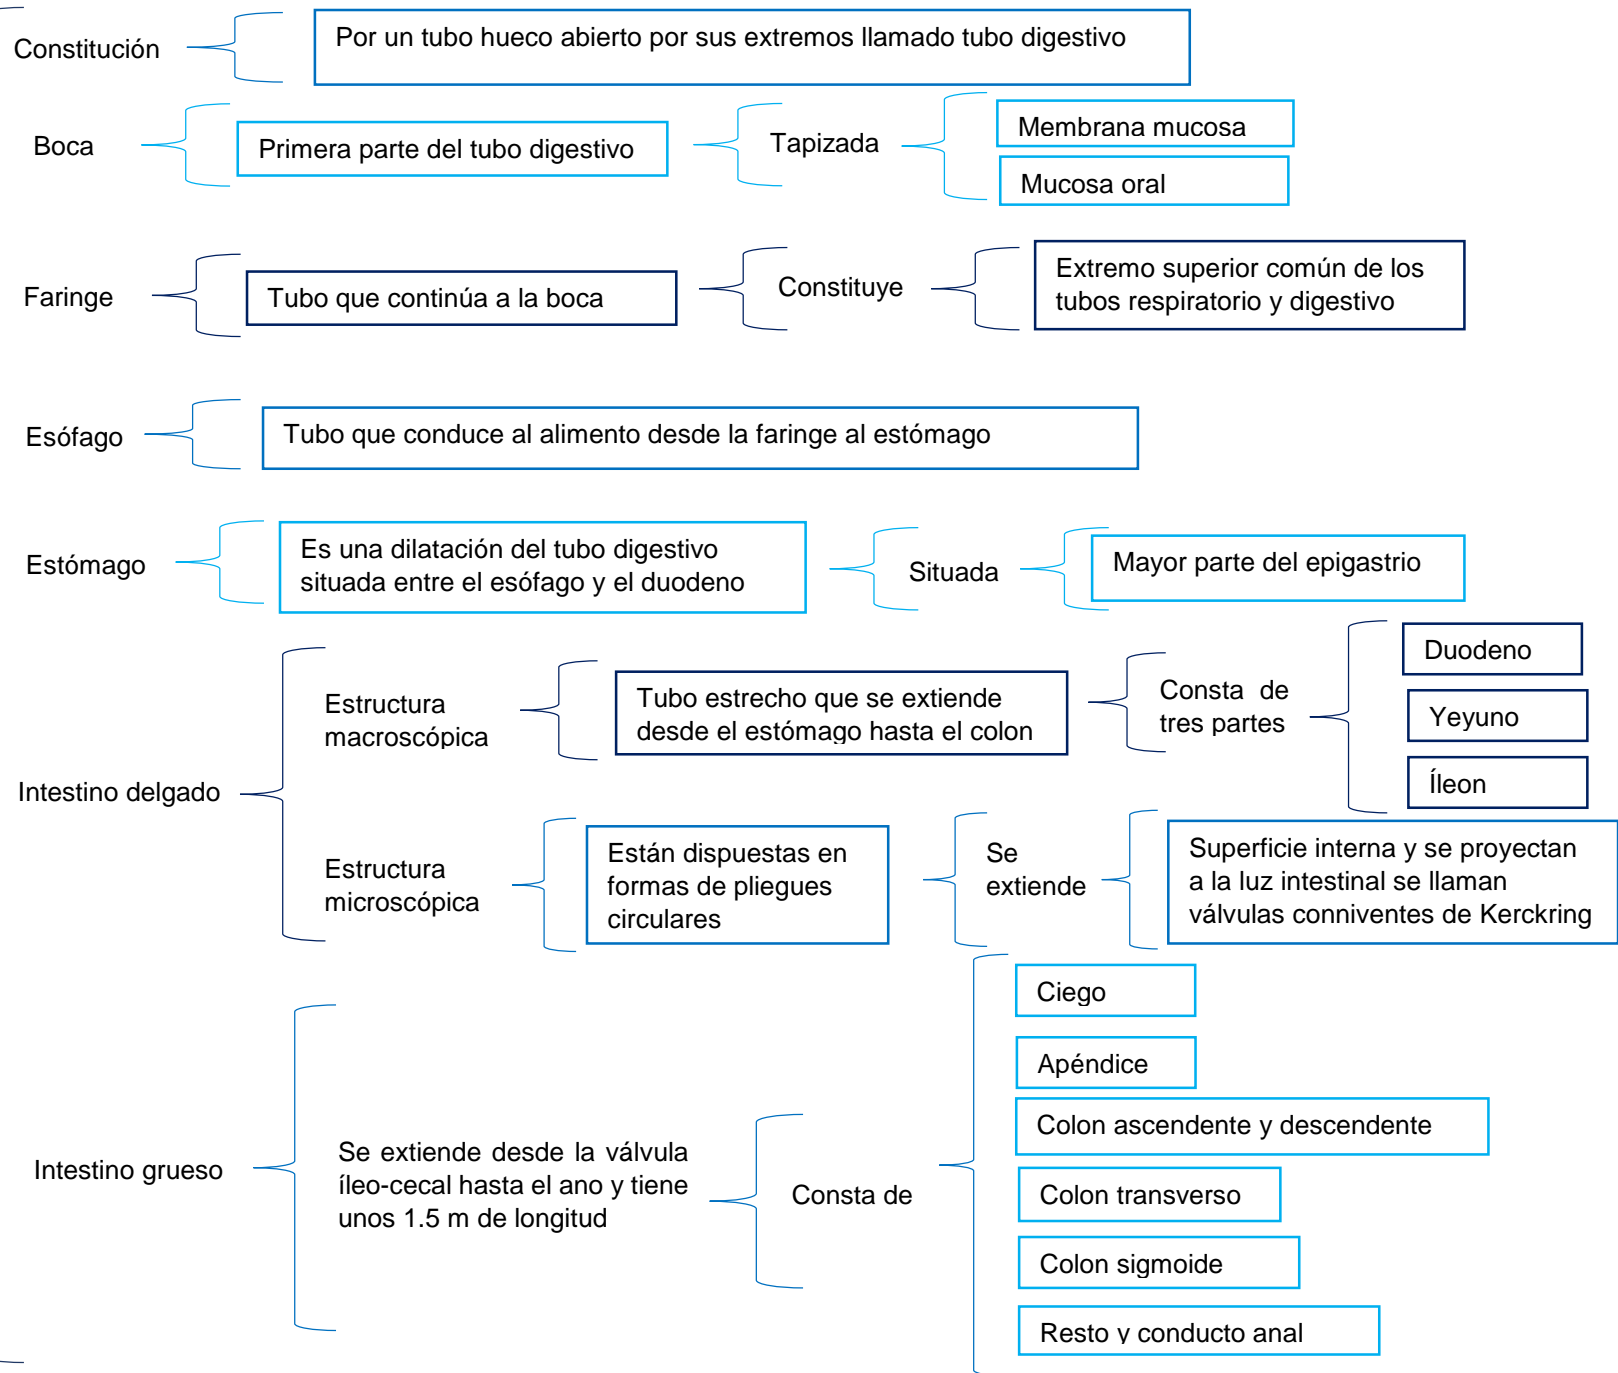 Constitución
Por un tubo hueco abierto por sus extremos llamado tubo digestivo
Boca
Primera parte del tubo digestivo
Tapizada
Membrana mucosa
Mucosa oral
Faringe
Tubo que continúa a la boca
Constituye
Extremo superior común de los
tubos respiratorio y digestivo
Esófago
Tubo que conduce al alimento desde la faringe al estómago
Estómago
Es una dilatación del tubo digestivo
situada entre el esófago y el duodeno
Situada
Mayor parte del epigastrio
Intestino delgado
Estructura
macroscópica
Tubo estrecho que se extiende
desde el estómago hasta el colon
Consta de
tres partes
Duodeno
Yeyuno
Íleon
Estructura
microscópica
Están dispuestas en
formas de pliegues
circulares
Se
extiende
Superficie interna y se proyectan
a la luz intestinal se llaman
válvulas conniventes de Kerckring
Intestino grueso
Se extiende desde la válvula
íleo-cecal hasta el ano y tiene
unos 1.5 m de longitud
Consta de
Ciego
Apéndice
Colon ascendente y descendente
Colon transverso
Colon sigmoide
Resto y conducto anal